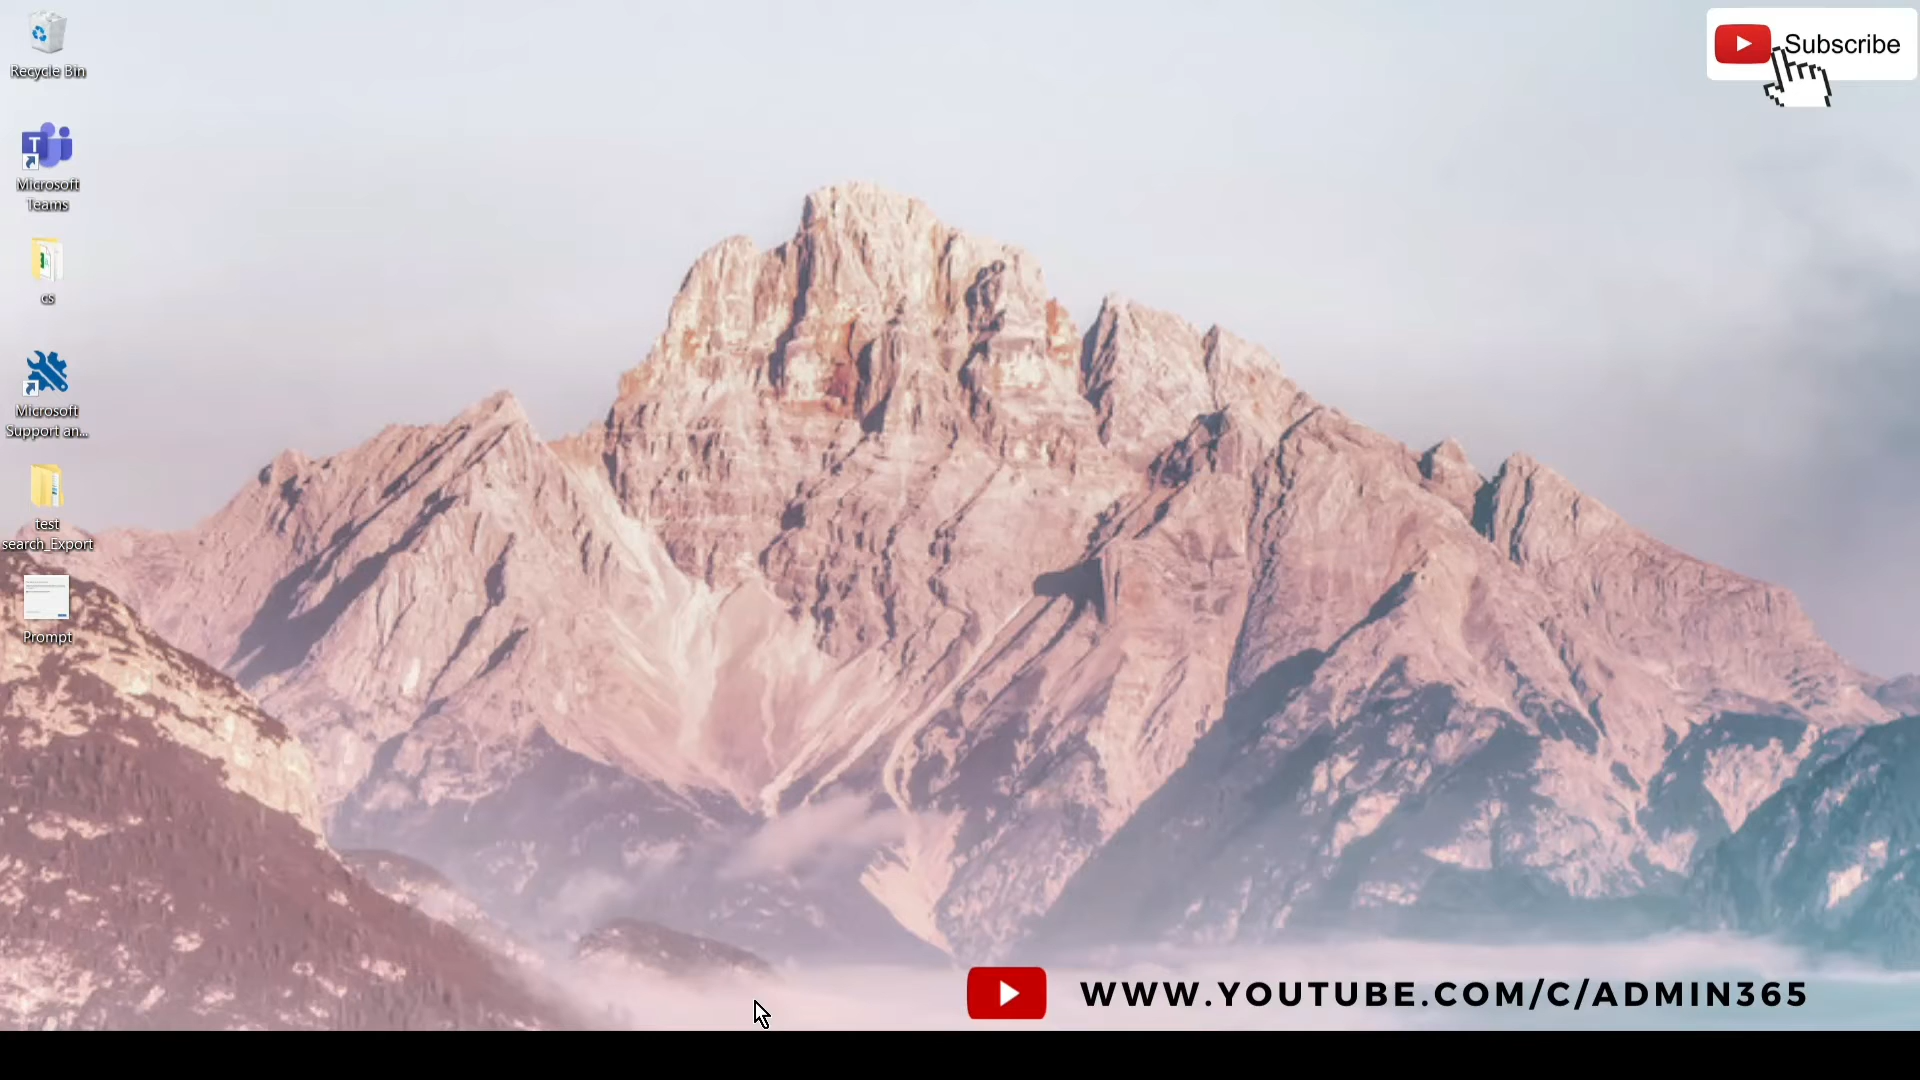 Recycle Bin
Subscribe
Microsoft
Teams
cs
Microsoft
Support an...
test
search_Export
Prompt
WWW.YOUTUBE.COM/C/ADMIN365